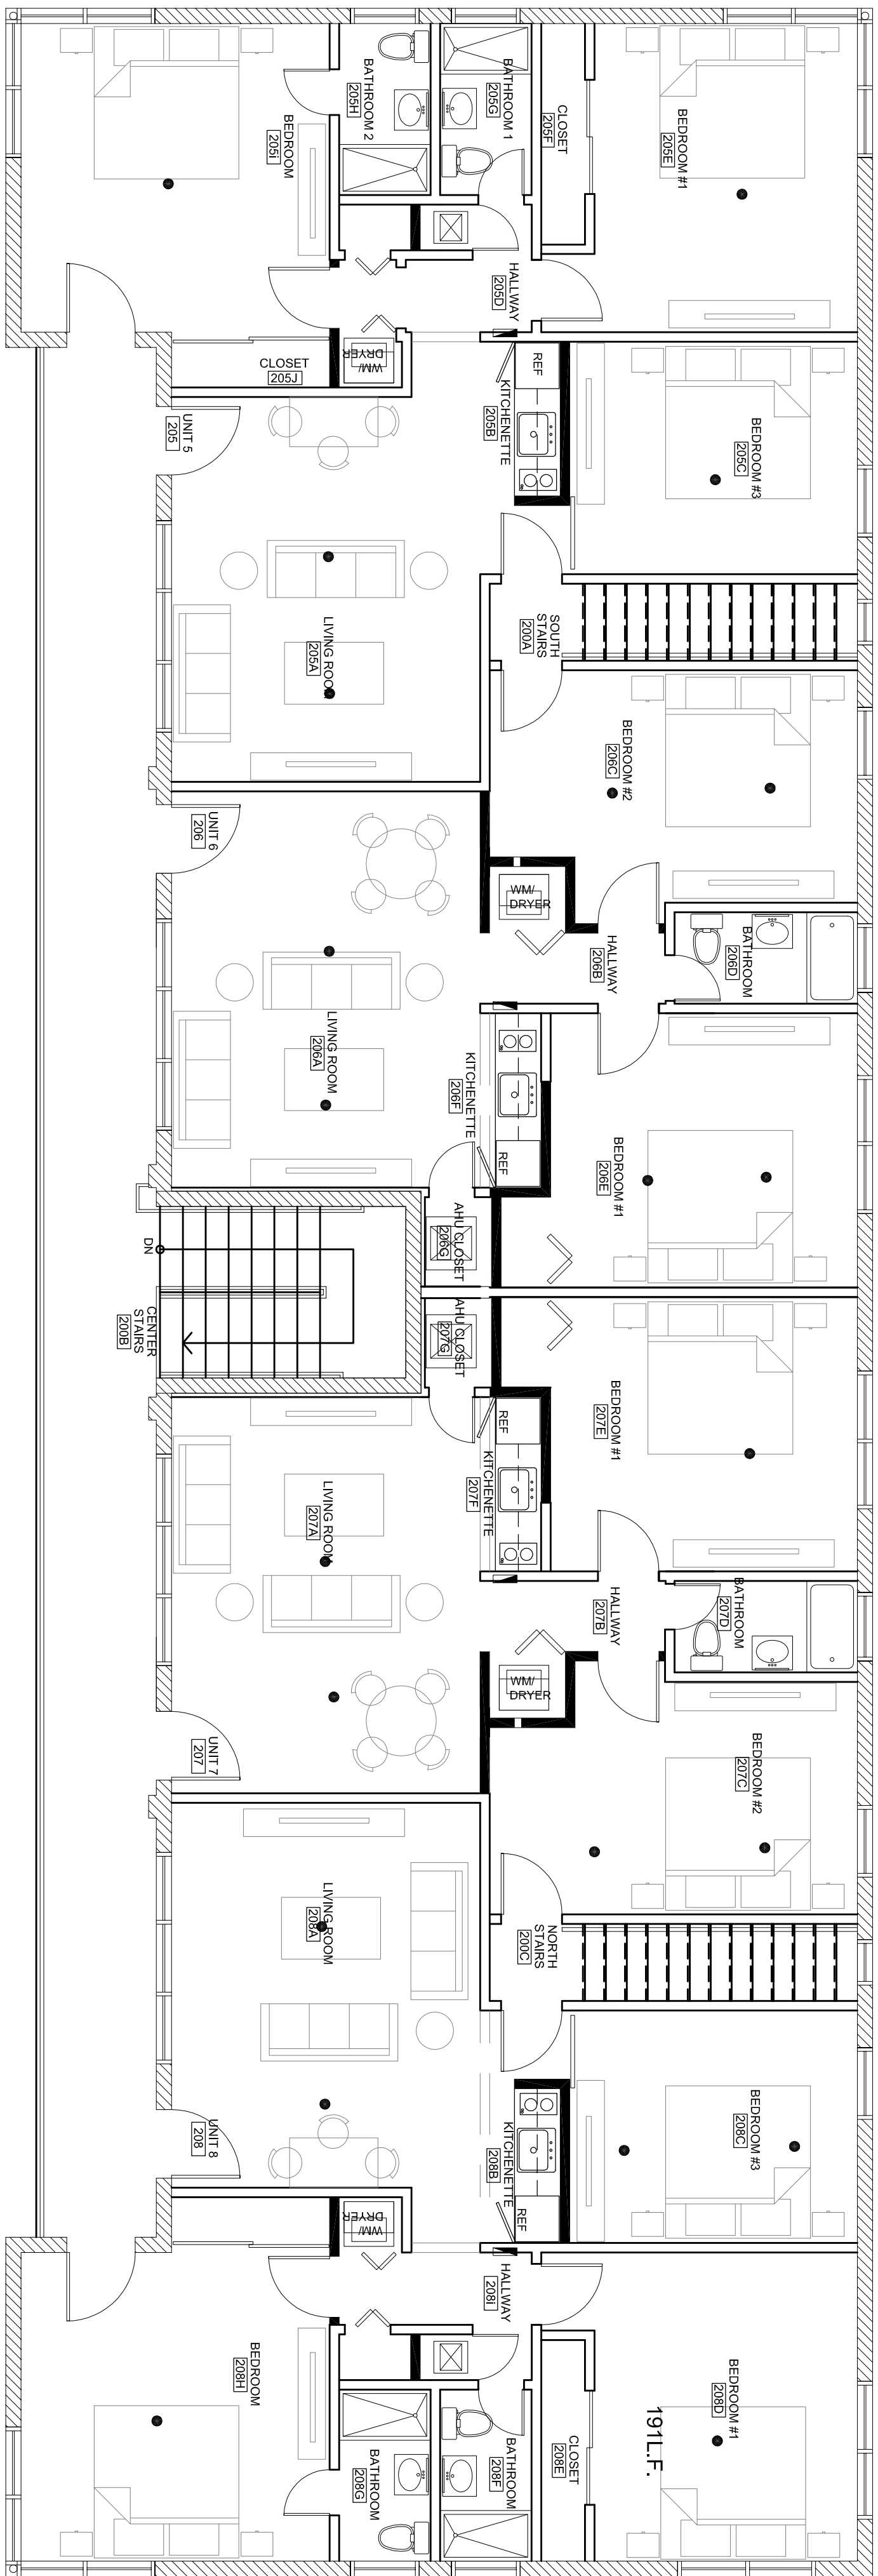 BEDROOM #1
205E
CLOSET
205F
BATHROOM 1
205G
BATHROOM 2
205H
BEDROOM
205i
HALLWAY
205D
CLOSET
205J
WM/
DRYER
REF
KITCHENETTE
205B
BEDROOM #3
205C
UNIT 5
205
LIVING ROOM
205A
SOUTH
STAIRS
200A
BEDROOM #2
206C
UNIT 6
206
WM/
DRYER
HALLWAY
206B
BATHROOM
206D
LIVING ROOM
206A
KITCHENETTE
206F
REF
BEDROOM #1
206E
AHU CLOSET
206G
DN
CENTER
STAIRS
200B
AHU CLOSET
207G
BEDROOM #1
207E
REF
KITCHENETTE
207F
LIVING ROOM
207A
HALLWAY
207B
BATHROOM
207D
WM/
DRYER
UNIT 7
207
BEDROOM #2
207C
LIVING ROOM
208A
NORTH
STAIRS
200C
UNIT 8
208
KITCHENETTE
208B
REF
BEDROOM #3
208C
WM/
DRYER
HALLWAY
208i
BEDROOM
208H
BATHROOM
208G
BATHROOM
208F
CLOSET
208E
BEDROOM #1
208D
191L.F.